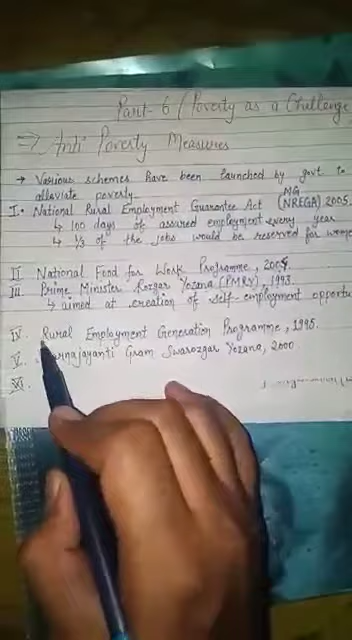 Part- 6 / Poverty as a Challenge
⇒ Anti Poverty Measures
→ Various schemes have been launched by govt to
alleviate poverty.
MG
I. National Rural Employment Guarantee Act (NREGA) 2005.
↳ 100 days of assured employment every year
↳ 1/3 of the jobs would be reserved for women
II National Food for Work Programme, 2004
III Prime Minister Rozgar Yozana (PMRY), 1993.
↳ aimed at creation of self-employment opportu
IV. Rural Employment Generation Programme, 1995.
V. Swarnajayanti Gram Swarozgar Yozana, 2000
VI.